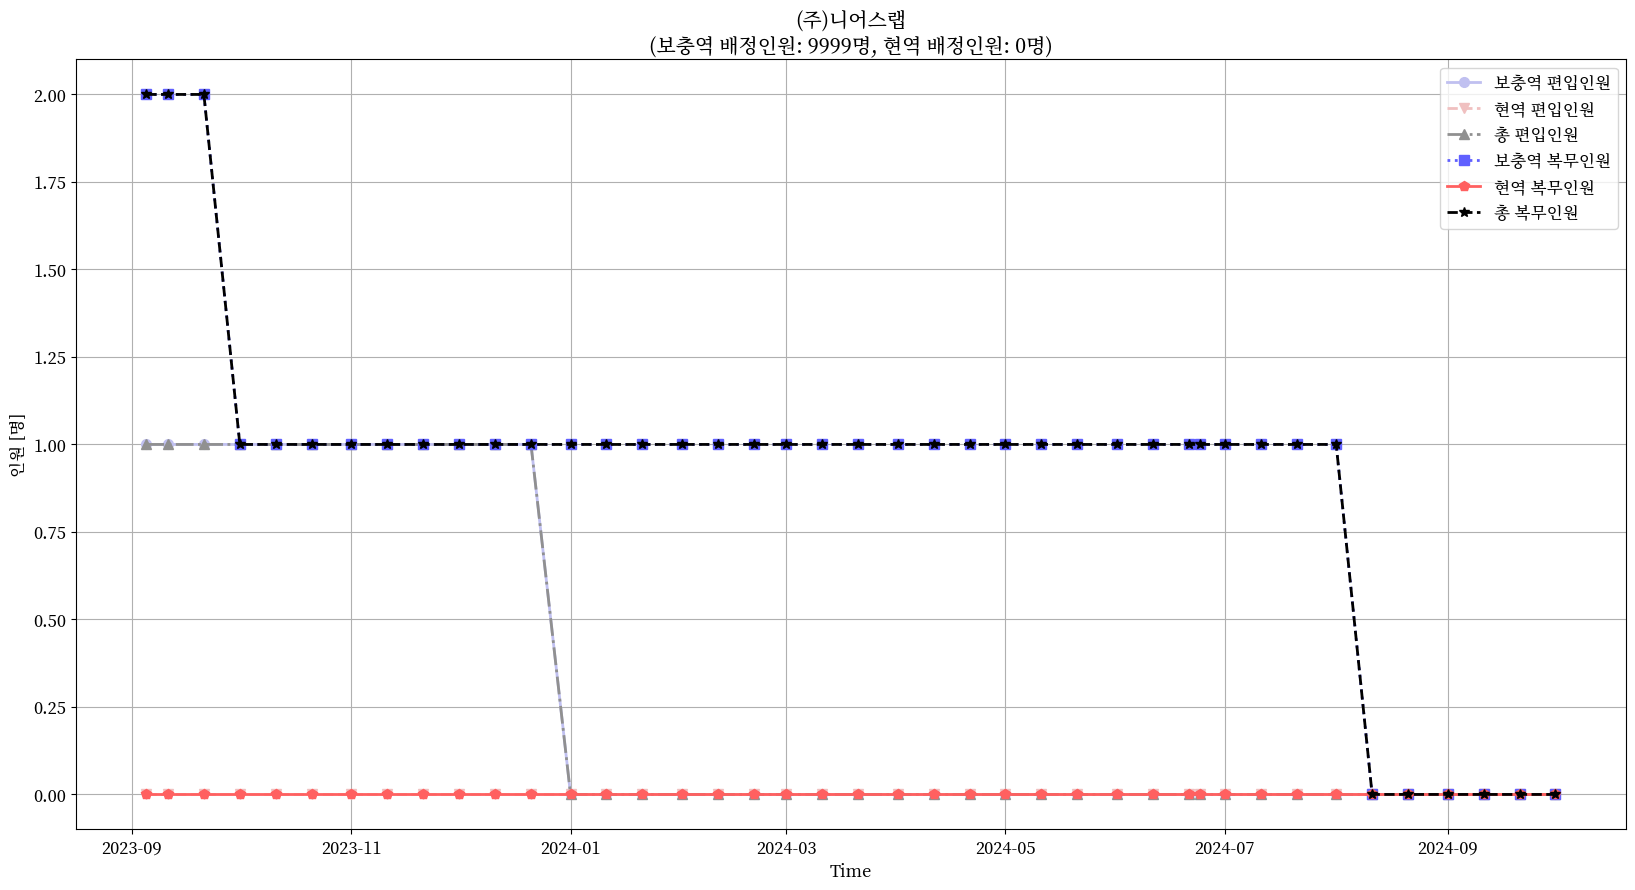 (주)니어스랩
(보충역 배정인원: 9999명, 현역 배정인원: 0명)
보충역 편입인원
현역 편입인원
총 편입인원
보충역 복무인원
현역 복무인원
총 복무인원
인원 [명]
2.00
1.75
1.50
1.25
1.00
0.75
0.50
0.25
0.00
2023-09
2023-11
2024-01
2024-03
2024-05
2024-07
2024-09
Time